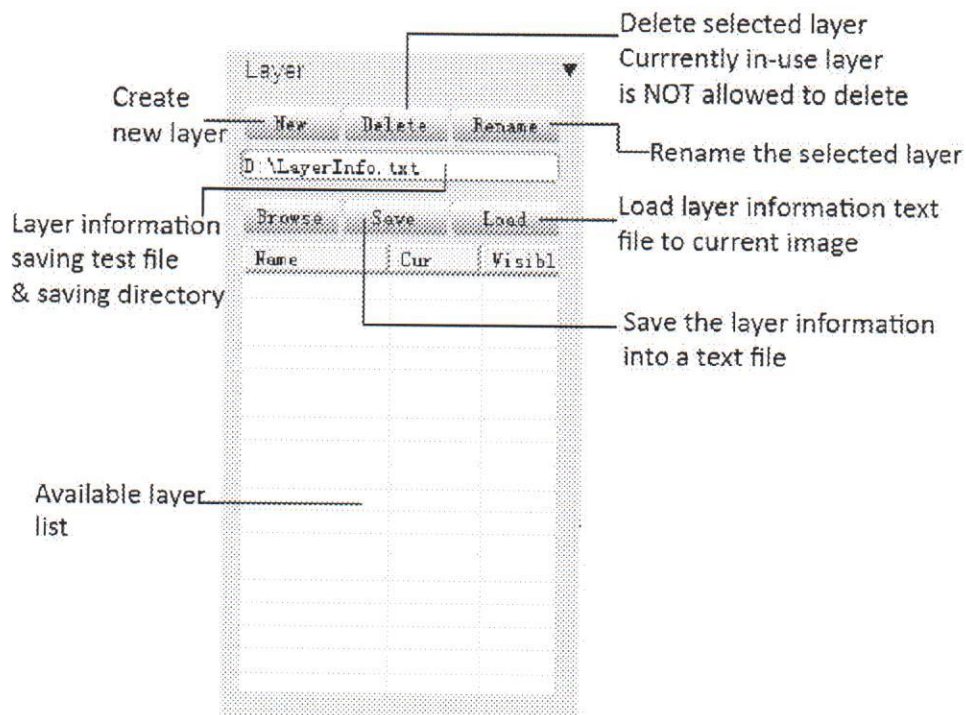 Delete selected layer
Currrently in-use layer
is NOT allowed to delete
Layer
Create
new layer
New Delete Rename
Rename the selected layer
D:\LayerInfo.txt
Layer information
saving test file
& saving directory
Browse Save Load
Load layer information text
file to current image
Name Cur Visibl
Save the layer information
into a text file
Available layer
list